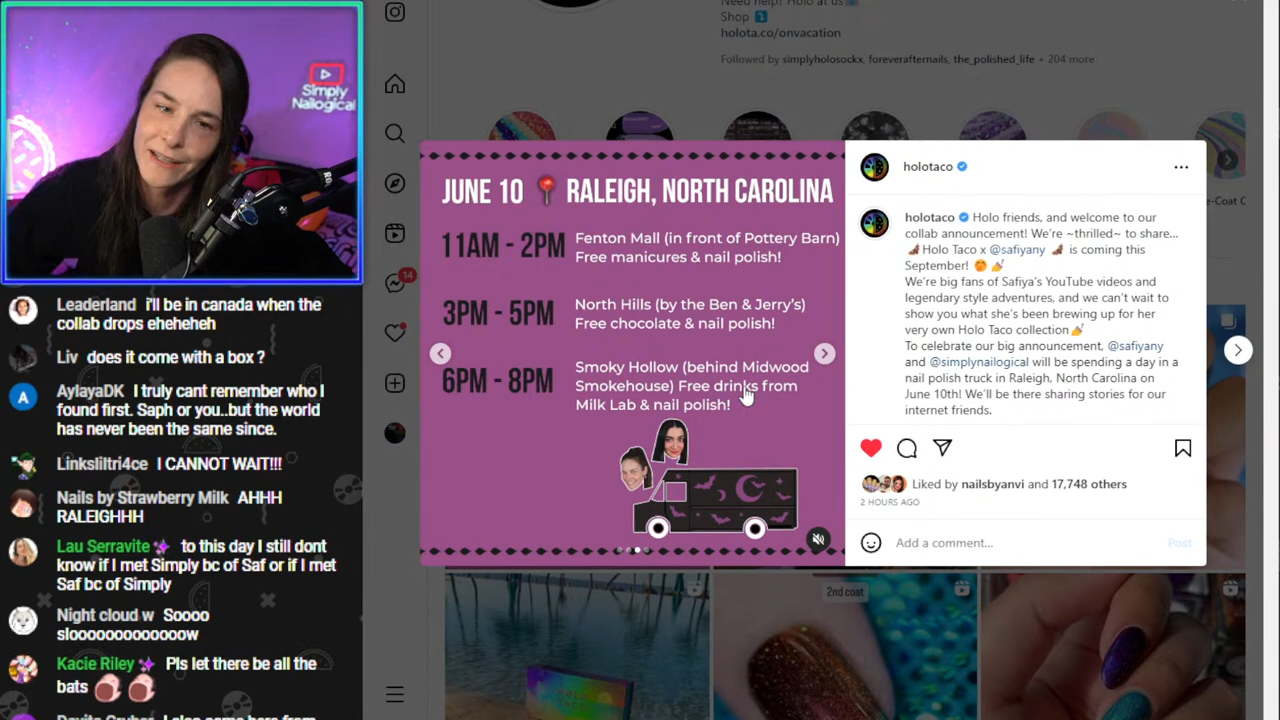 Simply
Nailogical
Leaderland i'll be in canada when the
collab drops eheheheh
Liv does it come with a box ?
A
AylayaDK I truly cant remember who I
found first. Saph or you..but the world
has never been the same since.
Linksliltri4ce I CANNOT WAIT!!!
Nails by Strawberry Milk AHHH
RALEIGHHH
Lau Serravite to this day I still dont
know if I met Simply bc of Saf or if I met
Saf bc of Simply
Night cloud w Soooo
slooooooooooooow
Kacie Riley Pls let there be all the
bats
14
Need help? Holo at us
Shop
holota.co/onvacation
Followed by simplyholosockx, foreverafternails, the_polished_life + 204 more
JUNE 10 📍 RALEIGH, NORTH CAROLINA
11AM - 2PM Fenton Mall (in front of Pottery Barn)
Free manicures & nail polish!
3PM - 5PM North Hills (by the Ben & Jerry's)
Free chocolate & nail polish!
6PM - 8PM Smoky Hollow (behind Midwood
Smokehouse) Free drinks from
Milk Lab & nail polish!
holotaco
holotaco Holo friends, and welcome to our
collab announcement! We're ~thrilled~ to share...
Holo Taco x @safiyany is coming this
September!
We're big fans of Safiya's YouTube videos and
legendary style adventures, and we can't wait to
show you what she's been brewing up for her
very own Holo Taco collection
To celebrate our big announcement, @safiyany
and @simplynailogical will be spending a day in a
nail polish truck in Raleigh, North Carolina on
June 10th! We'll be there sharing stories for our
internet friends.
Liked by nailsbyanvi and 17,748 others
2 HOURS AGO
Add a comment...
Post
e-Coat C
2nd coat